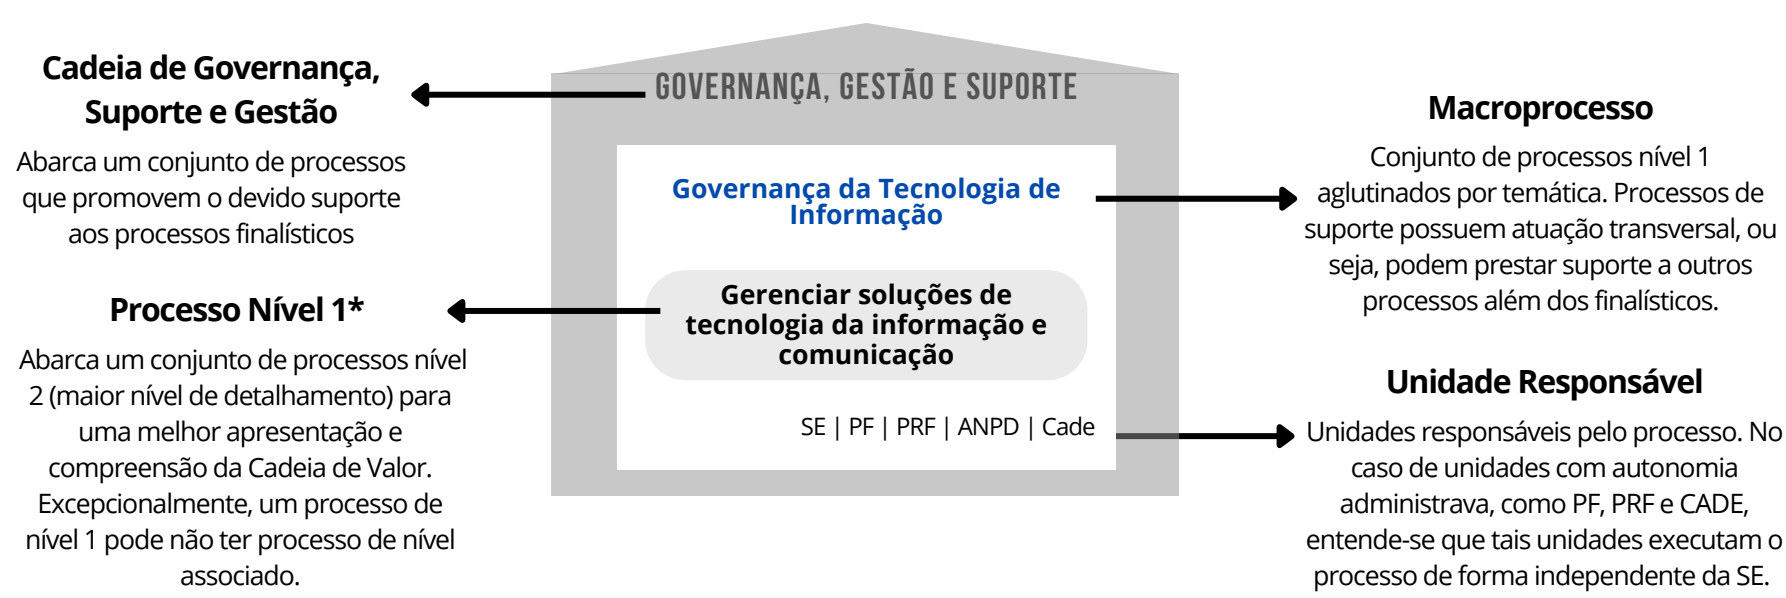 Cadeia de Governança,
Suporte e Gestão
Abarca um conjunto de processos
que promovem o devido suporte
aos processos finalísticos
Processo Nível 1*
Abarca um conjunto de processos nível
2 (maior nível de detalhamento) para
uma melhor apresentação e
compreensão da Cadeia de Valor.
Excepcionalmente, um processo de
nível 1 pode não ter processo de nível
associado.
GOVERNANÇA, GESTÃO E SUPORTE
Governança da Tecnologia de
Informação
Gerenciar soluções de
tecnologia da informação e
comunicação
SE | PF | PRF | ANPD | Cade
Macroprocesso
Conjunto de processos nível 1
aglutinados por temática. Processos de
suporte possuem atuação transversal, ou
seja, podem prestar suporte a outros
processos além dos finalísticos.
Unidade Responsável
Unidades responsáveis pelo processo. No
caso de unidades com autonomia
administrava, como PF, PRF e CADE,
entende-se que tais unidades executam o
processo de forma independente da SE.